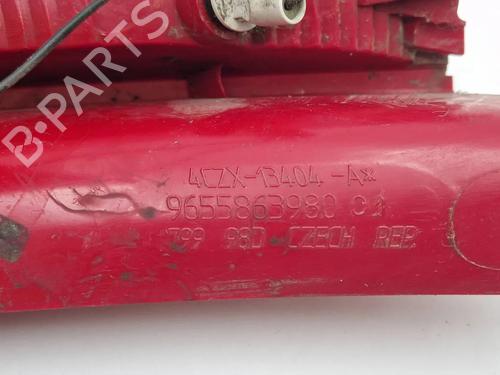 B-PARTS
4CZX-13404-A*
9655863980 01
799 98D CZECH REP